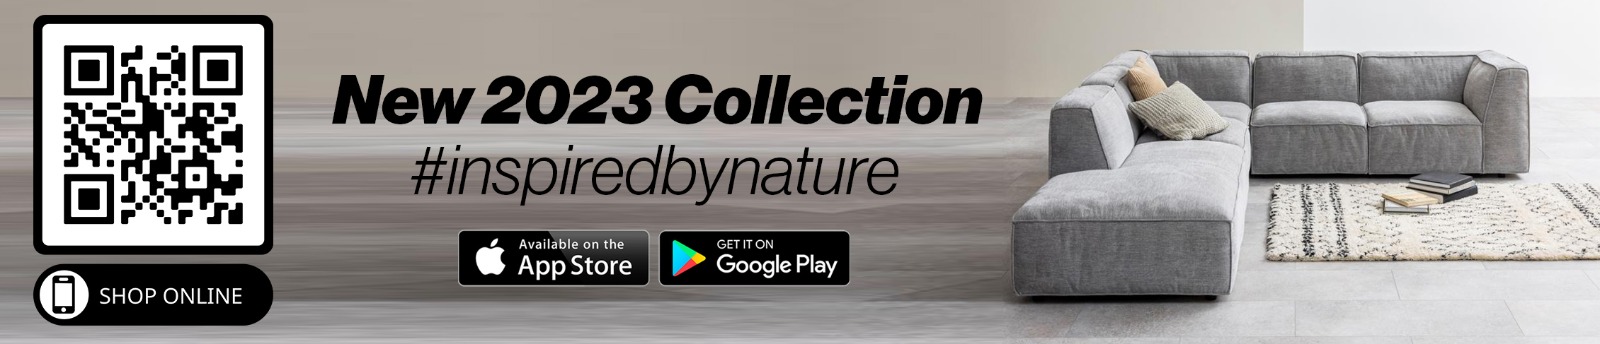 New 2023 Collection
#inspiredbynature
Available on the
App Store
GET IT ON
Google Play
SHOP ONLINE